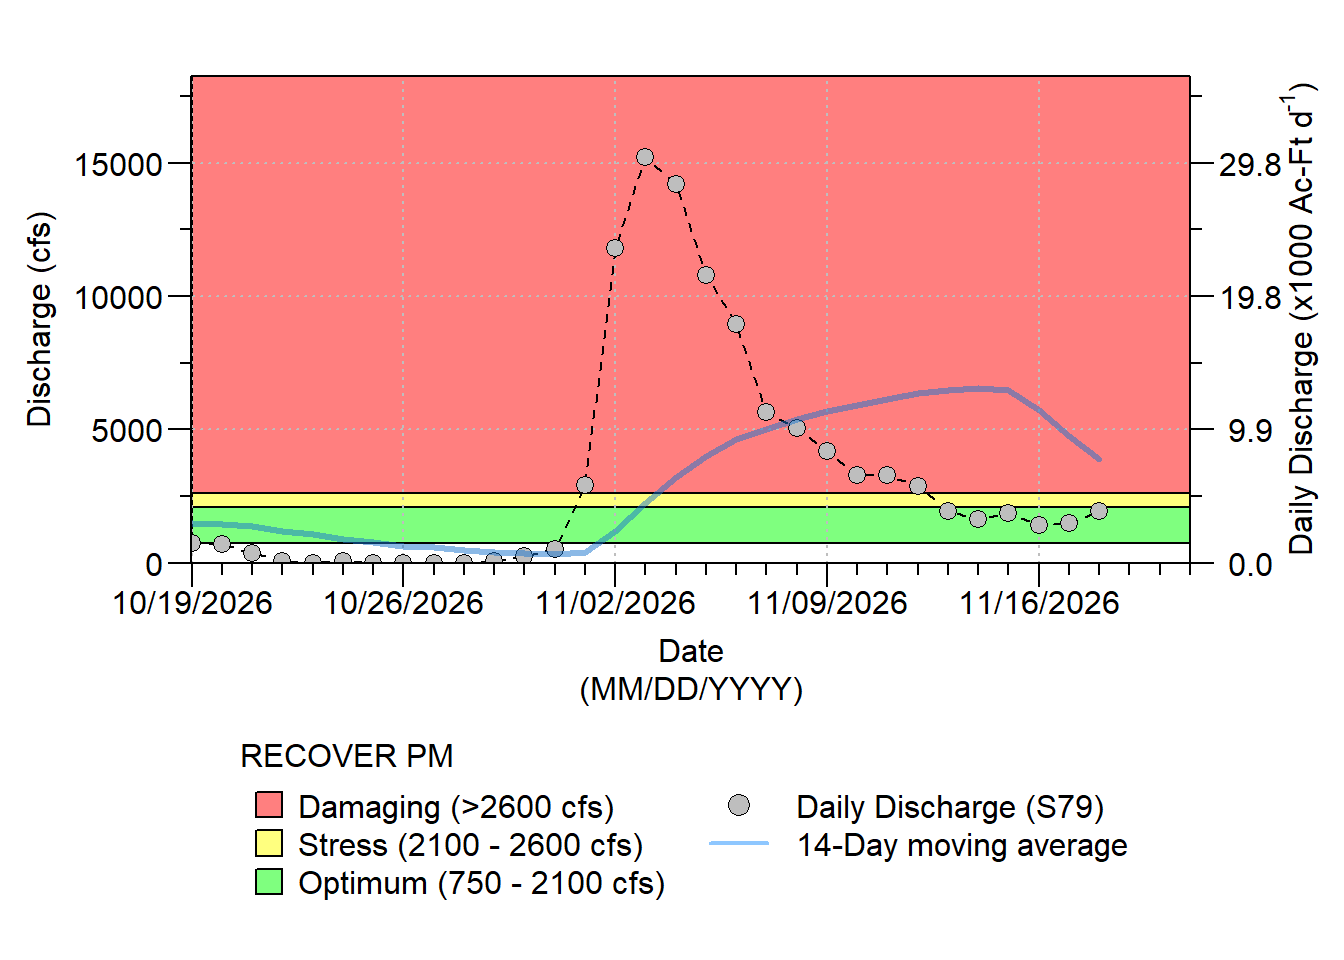 15000
10000
5000
0
Discharge (cfs)
29.8
19.8
9.9
0.0
Daily Discharge (x1000 Ac-Ft d-1)
10/19/2026 10/26/2026 11/02/2026 11/09/2026 11/16/2026
Date
(MM/DD/YYYY)
RECOVER PM
Damaging (>2600 cfs)
Stress (2100 - 2600 cfs)
Optimum (750 - 2100 cfs)
Daily Discharge (S79)
14-Day moving average